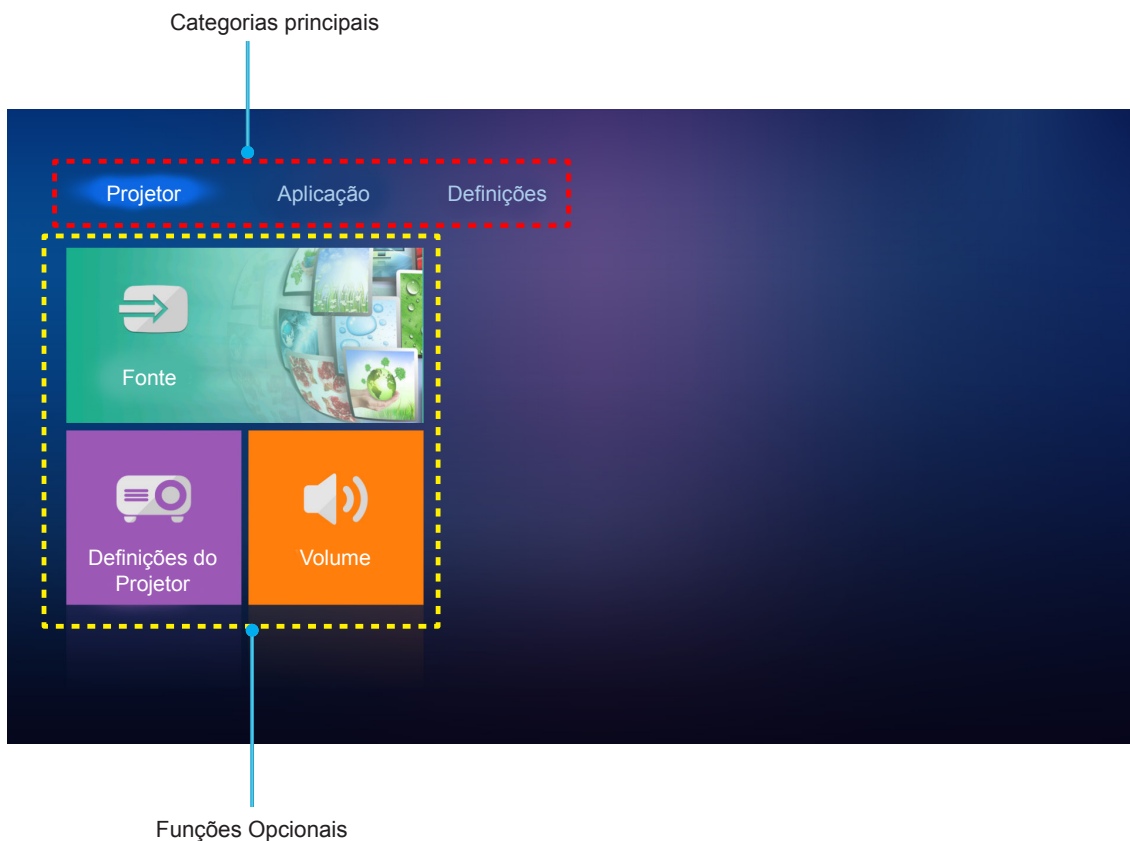 Categorias principais
Projetor Aplicação Definições
Fonte
Definições do
Projetor
Volume
Funções Opcionais